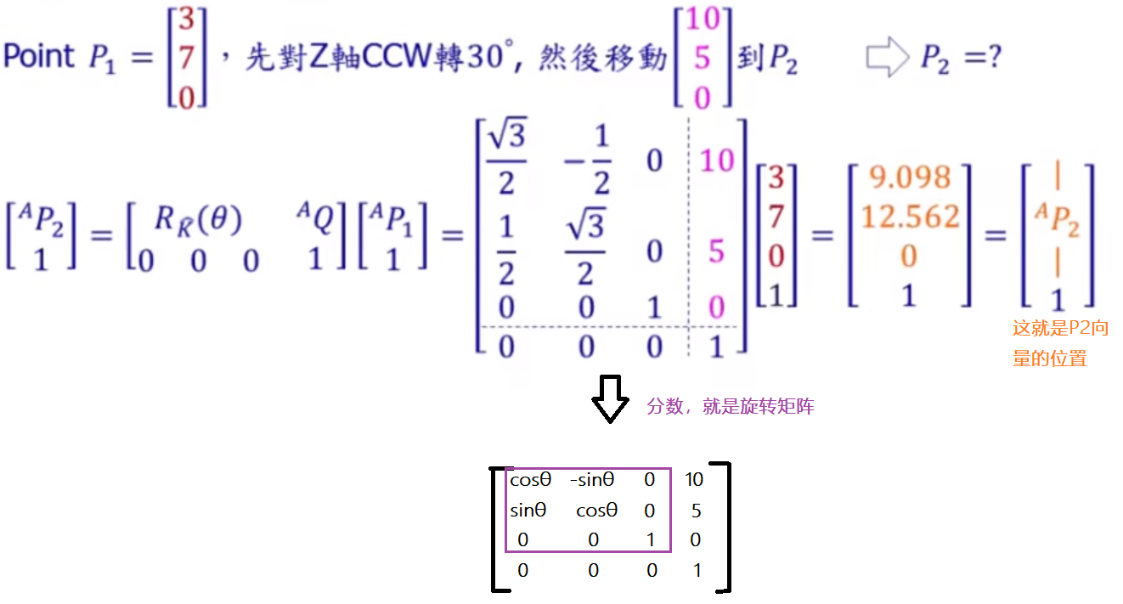 Point P₁ = [3 7 0],先對Z軸CCW轉30°, 然後移動 [10 5 0] 到P₂ ⇨ P₂ =?
[ᴬP₂ 1] = [R_K̂(θ) ᴬQ 0 0 0 1] [ᴬP₁ 1] = [√3/2 −1/2 0 10 1/2 √3/2 0 5 0 0 1 0 0 0 0 1] [3 7 0 1] = [9.098 12.562 0 1] = [| ᴬP₂ | 1]
这就是P2向
量的位置
分数，就是旋转矩阵
cosθ -sinθ 0 10
sinθ cosθ 0 5
0 0 1 0
0 0 0 1